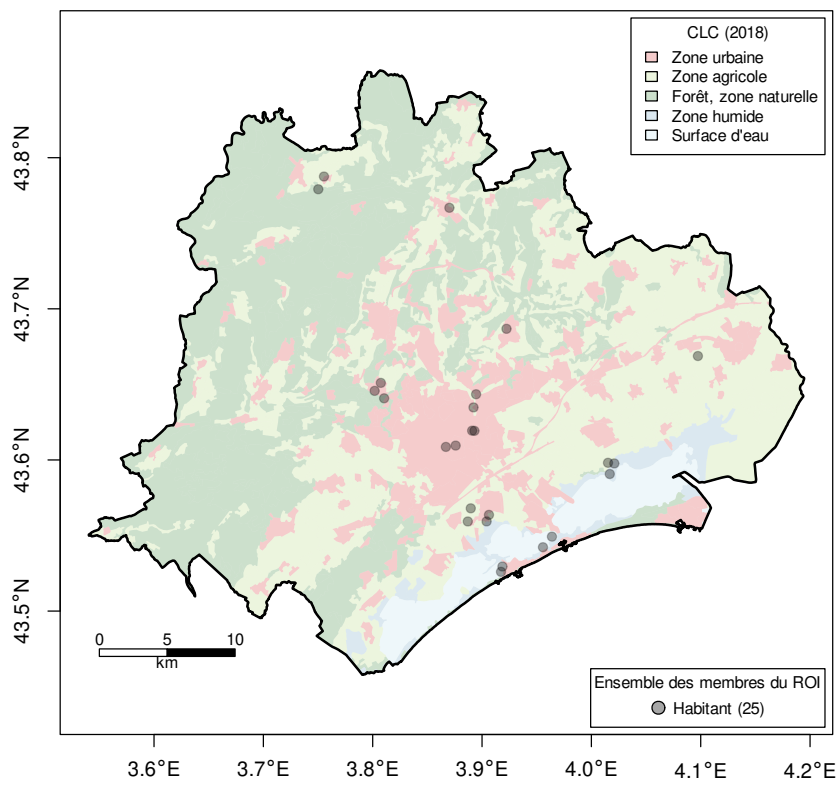 CLC (2018)
Zone urbaine
Zone agricole
Forêt, zone naturelle
Zone humide
Surface d'eau
43.8°N
43.7°N
43.6°N
43.5°N
0 5 10
km
Ensemble des membres du ROI
Habitant (25)
3.6°E 3.7°E 3.8°E 3.9°E 4.0°E 4.1°E 4.2°E